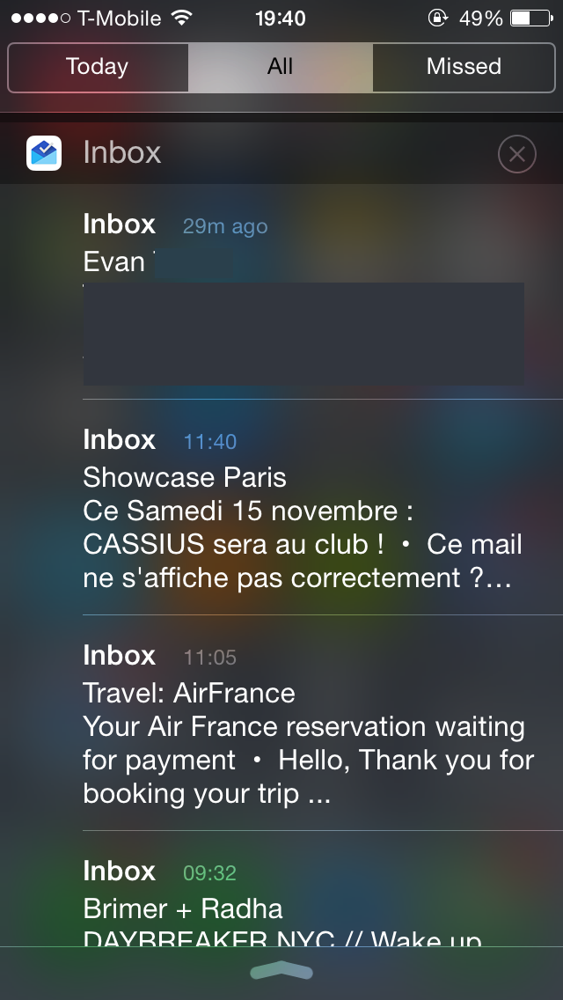 T-Mobile 19:40 49%
Today All Missed
Inbox
Inbox 29m ago
Evan
Inbox 11:40
Showcase Paris
Ce Samedi 15 novembre :
CASSIUS sera au club ! • Ce mail
ne s'affiche pas correctement ?...
Inbox 11:05
Travel: AirFrance
Your Air France reservation waiting
for payment • Hello, Thank you for
booking your trip ...
Inbox 09:32
Brimer + Radha
DAYBREAKER NYC // Wake up